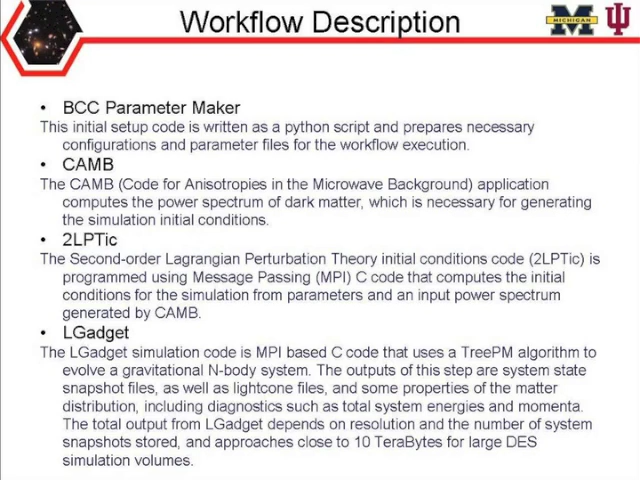 Workflow Description
MICHIGAN
• BCC Parameter Maker
This initial setup code is written as a python script and prepares necessary
configurations and parameter files for the workflow execution.
• CAMB
The CAMB (Code for Anisotropies in the Microwave Background) application
computes the power spectrum of dark matter, which is necessary for generating
the simulation initial conditions.
• 2LPTic
The Second-order Lagrangian Perturbation Theory initial conditions code (2LPTic) is
programmed using Message Passing (MPI) C code that computes the initial
conditions for the simulation from parameters and an input power spectrum
generated by CAMB.
• LGadget
The LGadget simulation code is MPI based C code that uses a TreePM algorithm to
evolve a gravitational N-body system. The outputs of this step are system state
snapshot files, as well as lightcone files, and some properties of the matter
distribution, including diagnostics such as total system energies and momenta.
The total output from LGadget depends on resolution and the number of system
snapshots stored, and approaches close to 10 TeraBytes for large DES
simulation volumes.